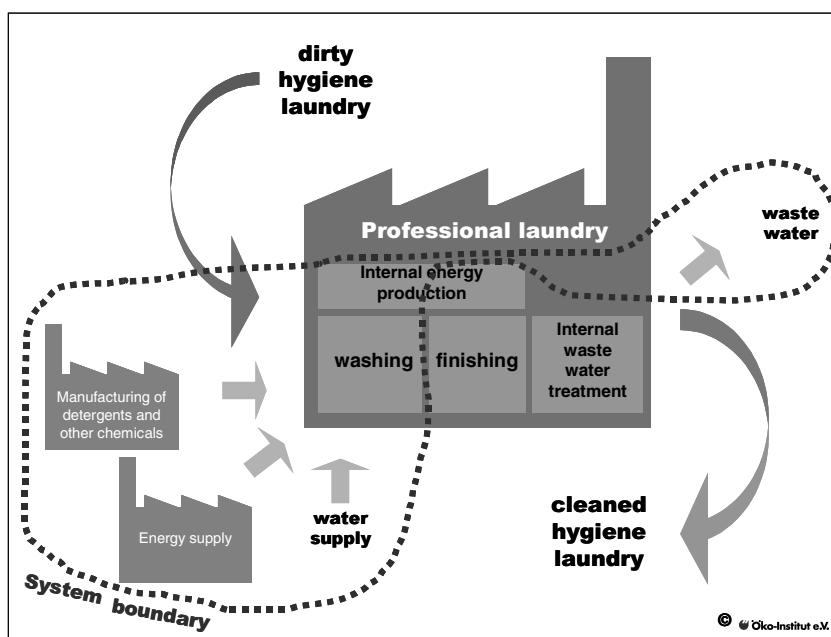 dirty
hygiene
laundry
Professional laundry
waste
water
Internal energy
production
washing
finishing
Internal
waste
water
treatment
Manufacturing of
detergents and
other chemicals
Energy supply
water
supply
cleaned
hygiene
laundry
System boundary
© Öko-Institut e.V.